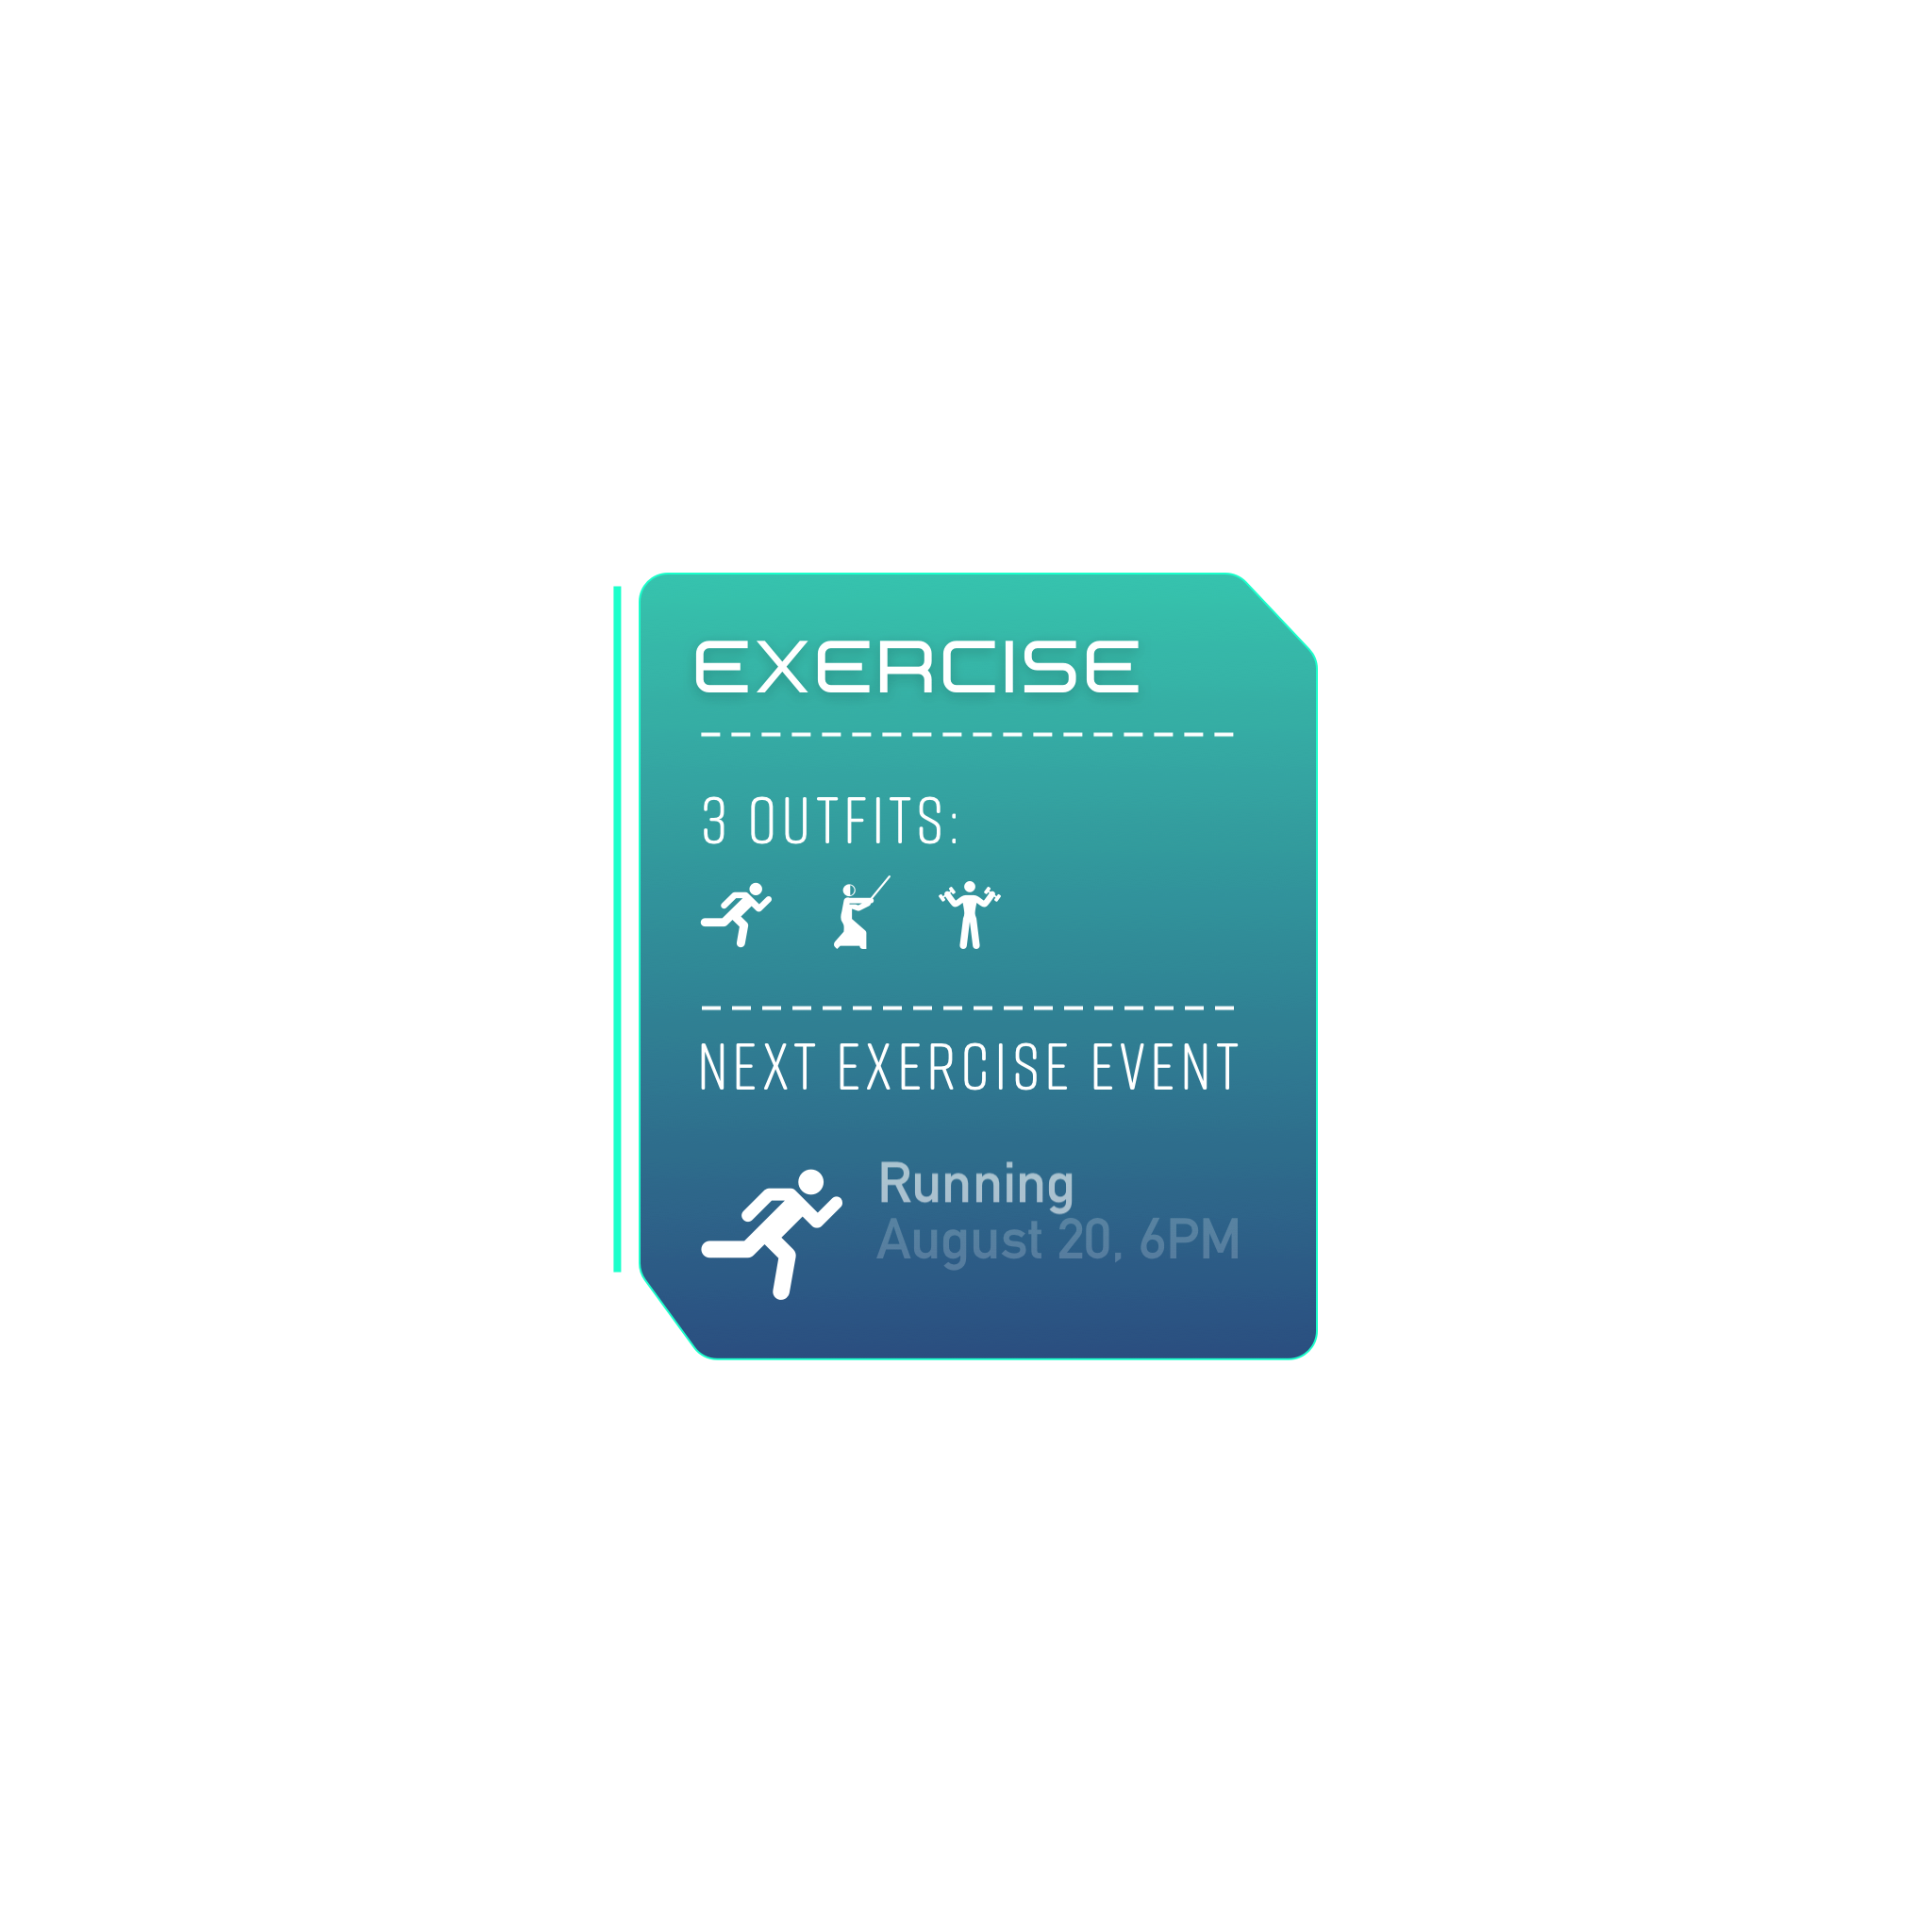 EXERCISE
3 OUTFITS:
NEXT EXERCISE EVENT
Running
August 20, 6PM